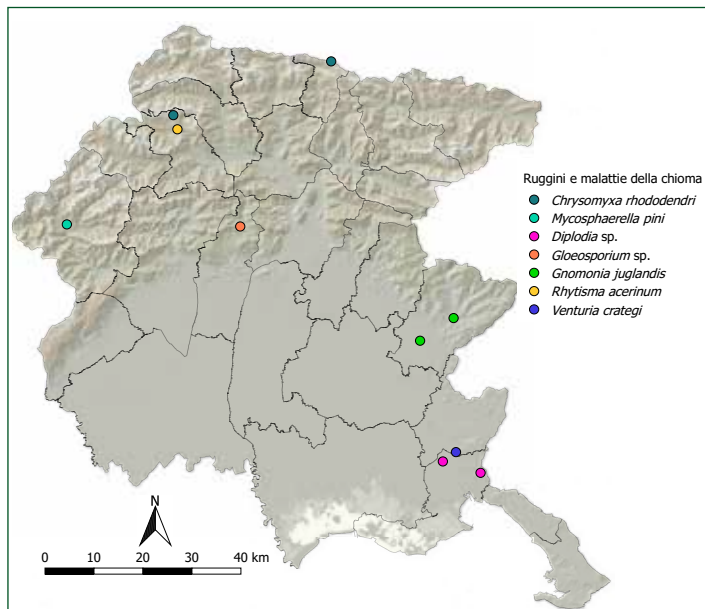 Ruggini e malattie della chioma
Chrysomyxa rhododendri
Mycosphaerella pini
Diplodia sp.
Gloeosporium sp.
Gnomonia juglandis
Rhytisma acerinum
Venturia crategi
N
0 10 20 30 40 km